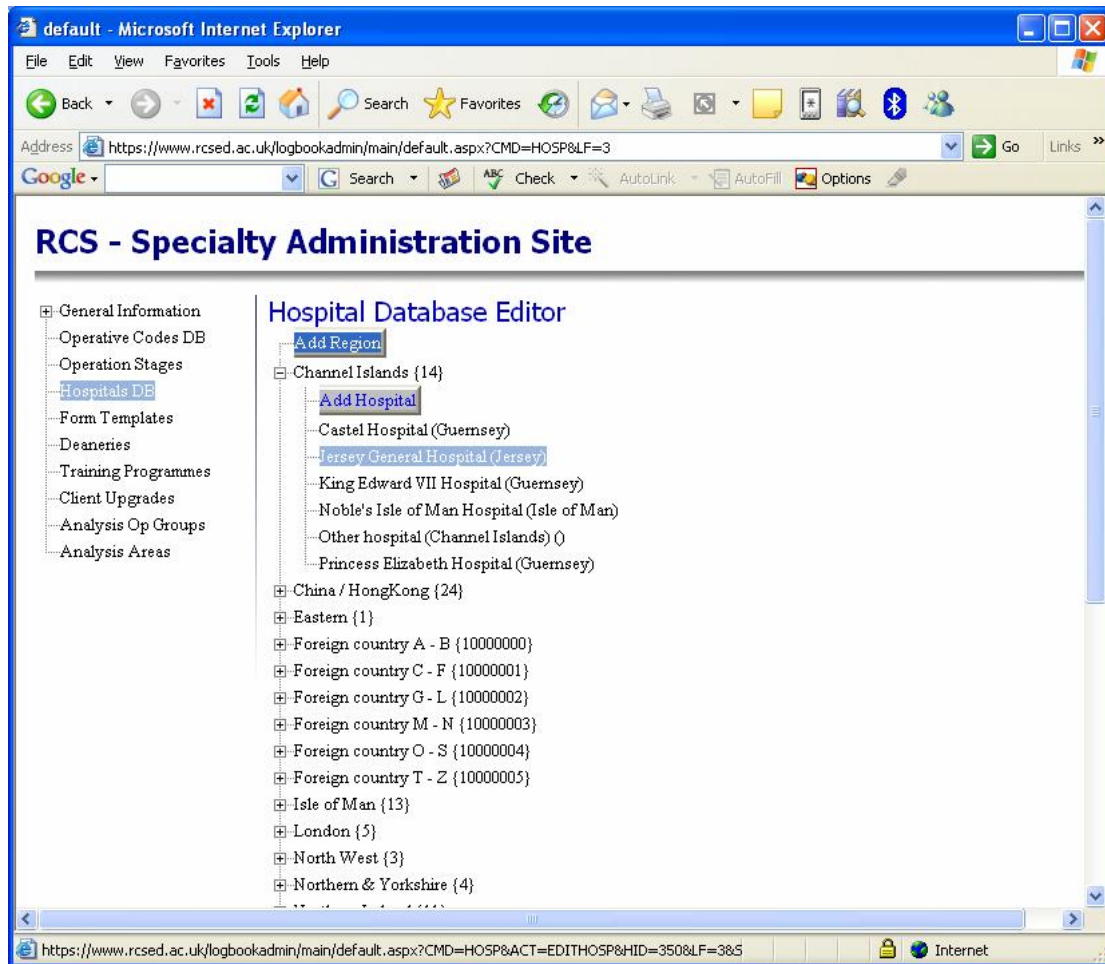 default - Microsoft Internet Explorer
File Edit View Favorites Tools Help
Back Search Favorites
Address https://www.rcsed.ac.uk/logbookadmin/main/default.aspx?CMD=HOSP&LF=3 Go Links »
Google Search ABC Check AutoLink AutoFill Options
RCS - Specialty Administration Site
General Information
Operative Codes DB
Operation Stages
Hospitals DB
Form Templates
Deaneries
Training Programmes
Client Upgrades
Analysis Op Groups
Analysis Areas
Hospital Database Editor
Add Region
Channel Islands {14}
Add Hospital
Castel Hospital (Guernsey)
Jersey General Hospital (Jersey)
King Edward VII Hospital (Guernsey)
Noble's Isle of Man Hospital (Isle of Man)
Other hospital (Channel Islands) ()
Princess Elizabeth Hospital (Guernsey)
China / HongKong {24}
Eastern {1}
Foreign country A - B {10000000}
Foreign country C - F {10000001}
Foreign country G - L {10000002}
Foreign country M - N {10000003}
Foreign country O - S {10000004}
Foreign country T - Z {10000005}
Isle of Man {13}
London {5}
North West {3}
Northern & Yorkshire {4}
https://www.rcsed.ac.uk/logbookadmin/main/default.aspx?CMD=HOSP&ACT=EDITHOSP&HID=350&LF=3&S Internet